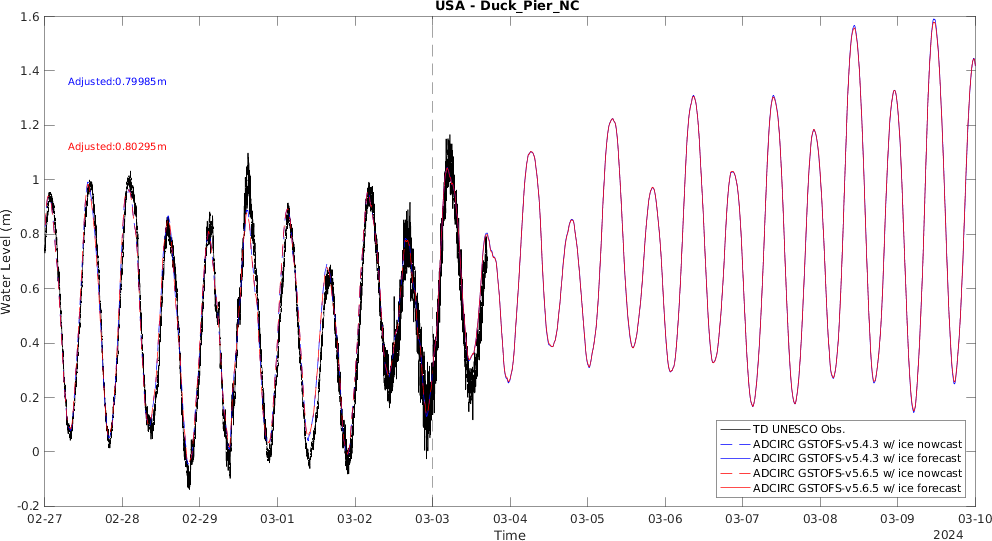 USA - Duck_Pier_NC
1.6
1.4
1.2
1
0.8
0.6
0.4
0.2
0
-0.2
Water Level (m)
Adjusted:0.79985m
Adjusted:0.80295m
TD UNESCO Obs.
ADCIRC GSTOFS-v5.4.3 w/ ice nowcast
ADCIRC GSTOFS-v5.4.3 w/ ice forecast
ADCIRC GSTOFS-v5.6.5 w/ ice nowcast
ADCIRC GSTOFS-v5.6.5 w/ ice forecast
02-27 02-28 02-29 03-01 03-02 03-03 03-04 03-05 03-06 03-07 03-08 03-09 03-10
Time
2024